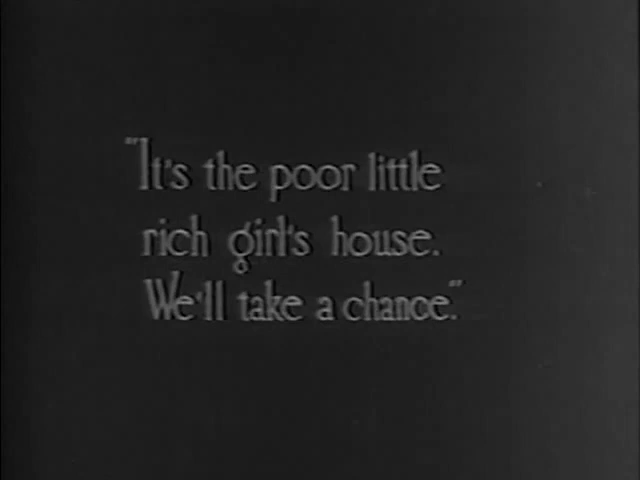 "It's the poor little
rich girl's house.
We'll take a chance."